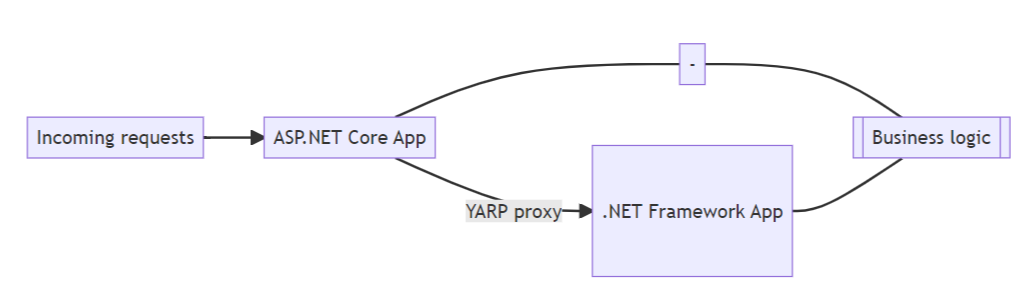 -
Incoming requests
ASP.NET Core App
Business logic
YARP proxy
.NET Framework App